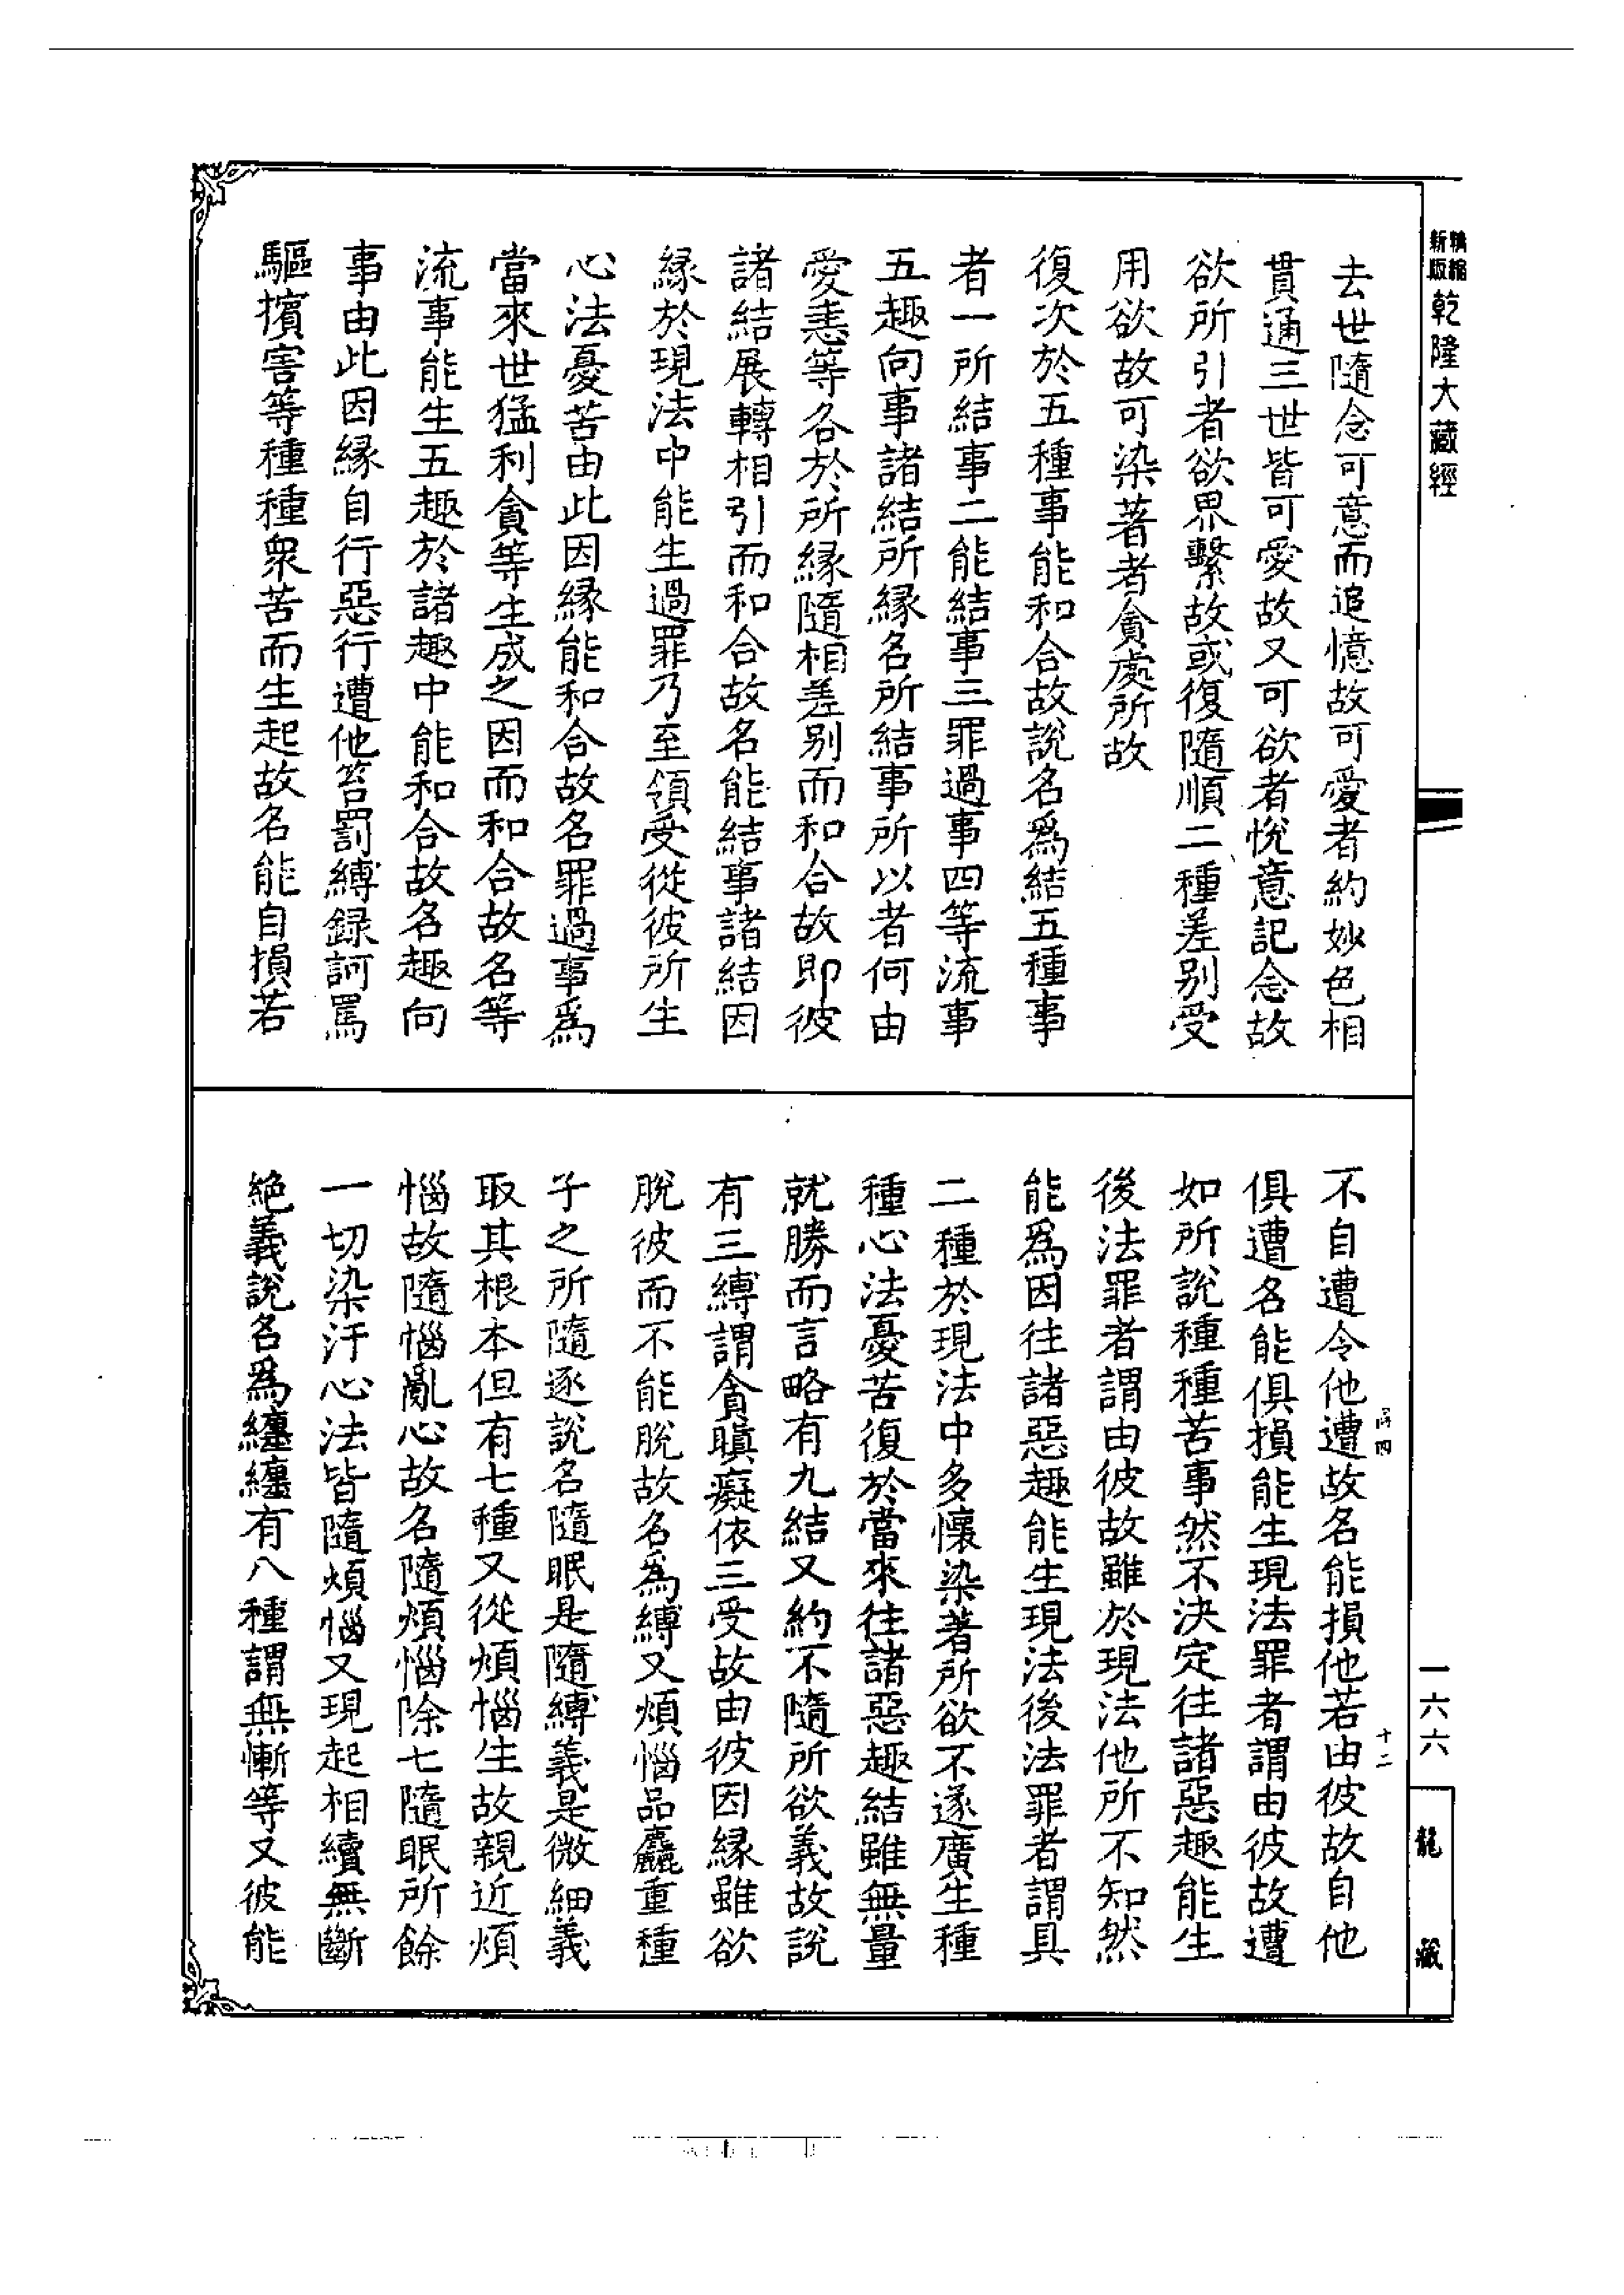 精縮
新版
乾隆大藏經
去世隨念可意而追憶故可愛者約妙色相
貫通三世皆可愛故又可欲者悅意記念故
欲所引者欲界繫故或復隨順二種差别受
用欲故可染著者貪處所故
復次於五種事能和合故說名爲結五種事
者一所結事二能結事三罪過事四等流事
五趣向事諸結所縁名所結事所以者何由
愛恚等各於所縁隨相差别而和合故即彼
諸結展轉相引而和合故名能結事諸結因
縁於現法中能生過罪乃至領受從彼所生
心法憂苦由此因縁能和合故名罪過事爲
當來世猛利貪等生成之因而和合故名等
流事能生五趣於諸趣中能和合故名趣向
事由此因縁自行惡行遭他笞罰縛録訶罵
驅擯害等種種衆苦而生起故名能自損若
不自遭令他遭故名能損他若由彼故自他
俱遭名能俱損能生現法罪者謂由彼故遭
如所說種種苦事然不決定往諸惡趣能生
後法罪者謂由彼故雖於現法他所不知然
能爲因往諸惡趣能生現法後法罪者謂具
二種於現法中多懷染著所欲不遂廣生種
種心法憂苦復於當來往諸惡趣結雖無量
就勝而言略有九結又約不隨所欲義故說
有三縛謂貪瞋癡依三受故由彼因縁雖欲
脫彼而不能脫故名爲縛又煩惱品麤重種
子之所隨逐說名隨眠是隨縛義是微細義
取其根本但有七種又從煩惱生故親近煩
惱故隨惱亂心故名隨煩惱除七隨眠所餘
一切染汙心法皆隨煩惱又現起相續無斷
絶義說名爲纏纏有八種謂無慚等又彼能
十二
一六六
龍藏